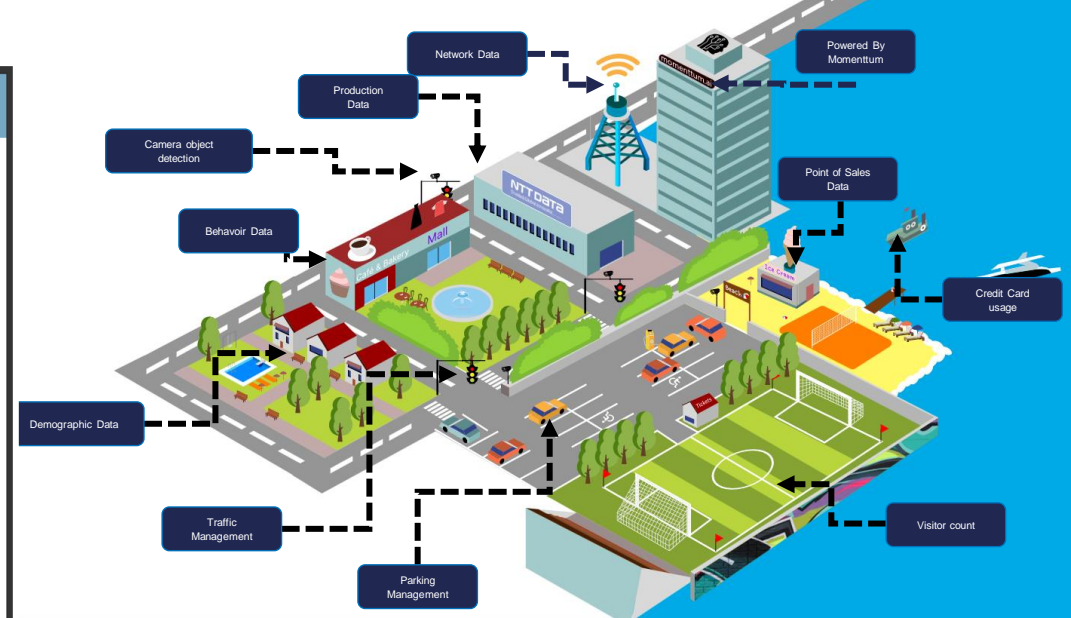 Network Data
Powered By
Momenttum
momenttum.ai
Production
Data
Camera object
detection
NTT DATA
Point of Sales
Data
Behavoir Data
Mall
Café & Bakery
Ice Cream
Beach
Credit Card
usage
Tickets
Demographic Data
Traffic
Management
Visitor count
Parking
Management